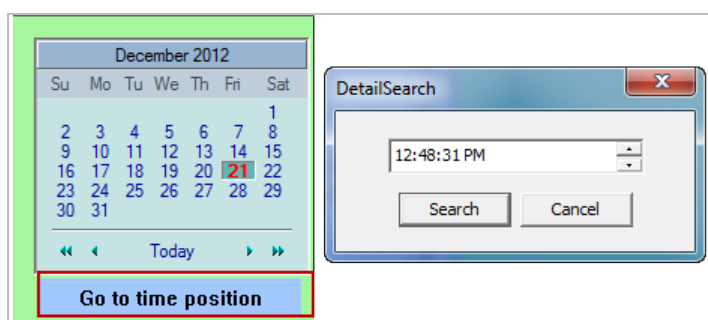 December 2012
Su Mo Tu We Th Fri Sat
1
2 3 4 5 6 7 8
9 10 11 12 13 14 15
16 17 18 19 20 21 22
23 24 25 26 27 28 29
30 31
Today
Go to time position
DetailSearch
12:48:31 PM
Search Cancel